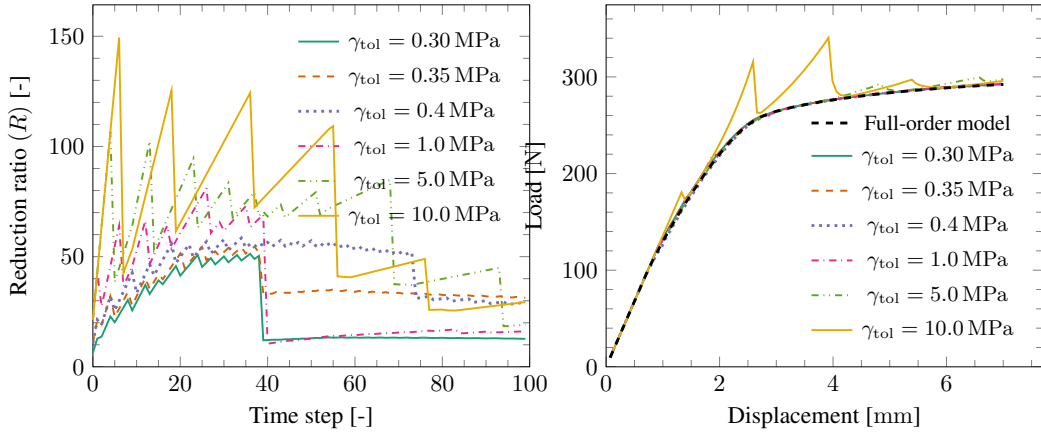 Reduction ratio (R) [-]
150
100
50
0
γtol = 0.30 MPa
γtol = 0.35 MPa
γtol = 0.4 MPa
γtol = 1.0 MPa
γtol = 5.0 MPa
γtol = 10.0 MPa
0 20 40 60 80 100
Time step [-]
Load [N]
300
200
100
0
Full-order model
γtol = 0.30 MPa
γtol = 0.35 MPa
γtol = 0.4 MPa
γtol = 1.0 MPa
γtol = 5.0 MPa
γtol = 10.0 MPa
0 2 4 6
Displacement [mm]